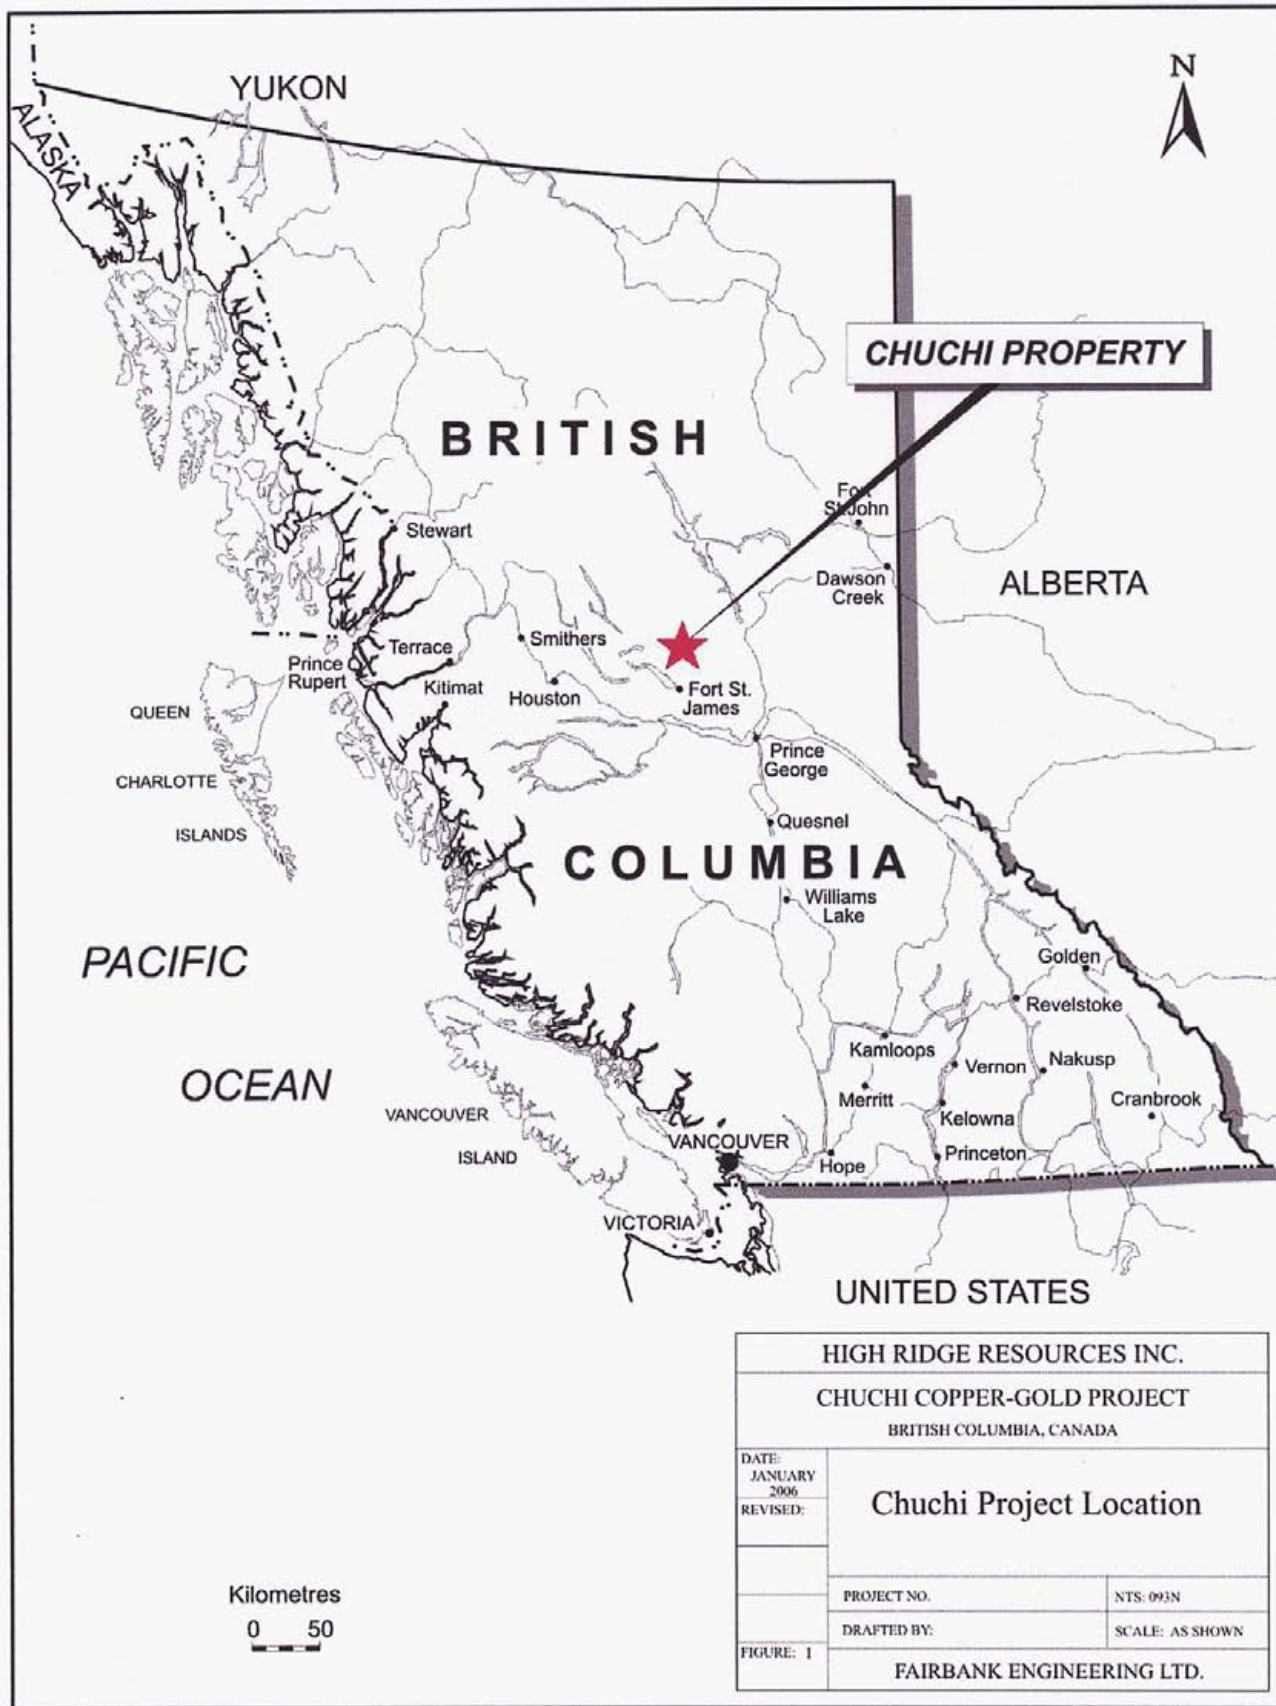 N
YUKON
ALASKA
CHUCHI PROPERTY
BRITISH
Fort
St.John
Stewart
Dawson
Creek
ALBERTA
Smithers
Terrace
Prince
Rupert
Kitimat
Houston
Fort St.
James
QUEEN
CHARLOTTE
ISLANDS
Prince
George
Quesnel
COLUMBIA
Williams
Lake
PACIFIC
OCEAN
Golden
Revelstoke
Kamloops
Vernon
Nakusp
Merritt
Cranbrook
Kelowna
VANCOUVER
ISLAND
VANCOUVER
Hope
Princeton
VICTORIA
UNITED STATES
HIGH RIDGE RESOURCES INC.
CHUCHI COPPER-GOLD PROJECT
BRITISH COLUMBIA, CANADA
DATE:
JANUARY
2006
REVISED:
Chuchi Project Location
PROJECT NO.
NTS: 093N
DRAFTED BY:
SCALE: AS SHOWN
FIGURE: 1
FAIRBANK ENGINEERING LTD.
Kilometres
0 50